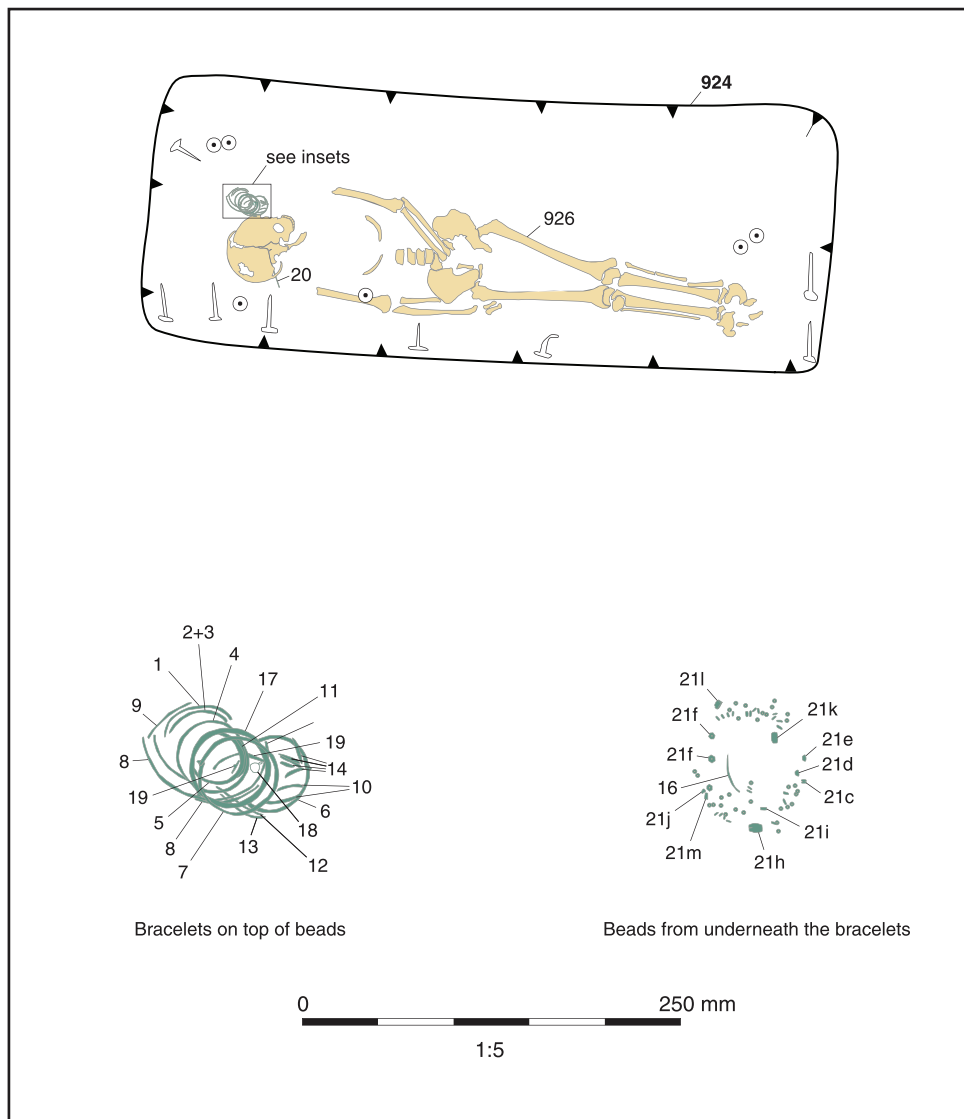 924
see insets
926
20
2+3
1
4
17
11
9
19
8
14
19
10
5
6
8
18
13
12
7
21l
21f
21k
21f
21e
21d
16
21c
21j
21i
21m
21h
Bracelets on top of beads
Beads from underneath the bracelets
0
250 mm
1:5